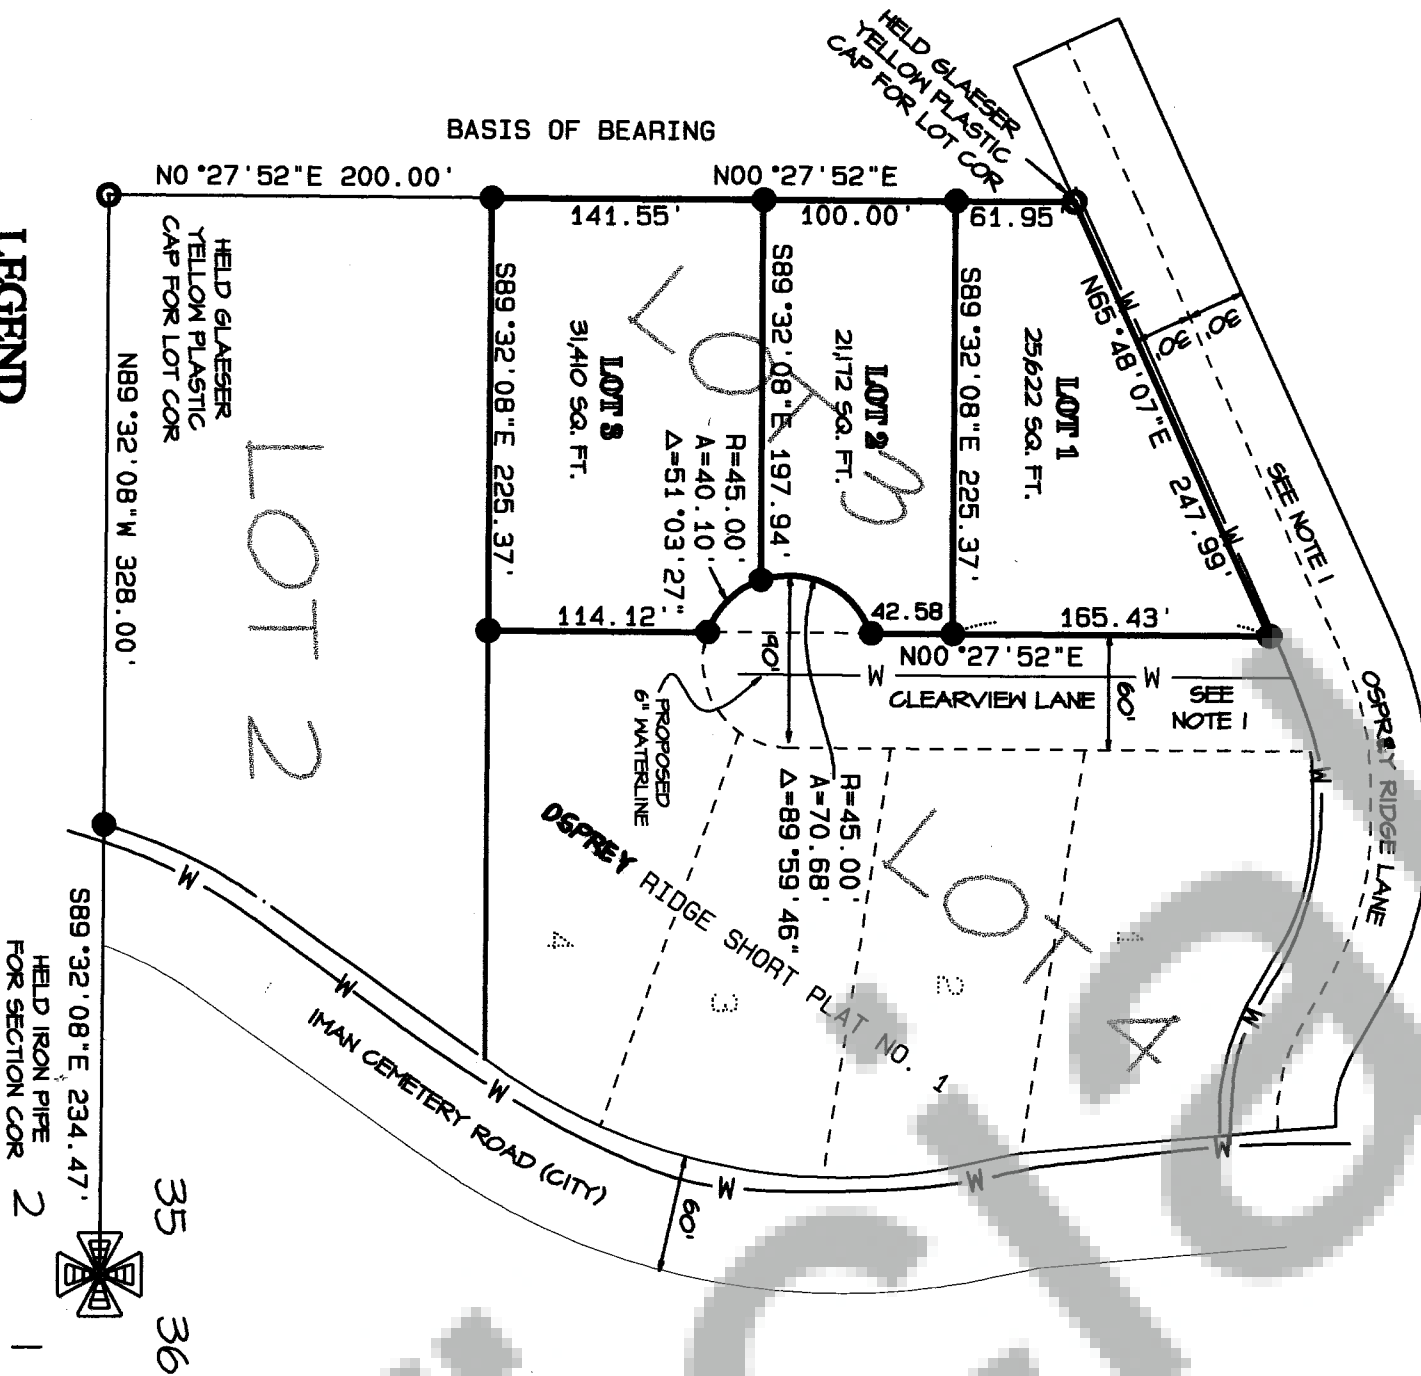 HELD GLAESER
YELLOW PLASTIC
CAP FOR LOT COR
BASIS OF BEARING
N0°27'52"E 200.00'
N00°27'52"E
141.55'
100.00'
61.95'
HELD GLAESER
YELLOW PLASTIC
CAP FOR LOT COR
S89°32'08"E 225.37'
S89°32'08"E 197.94'
S89°32'08"E 225.37'
N65°48'07"E 247.99'
W
W
30'
30'
SEE NOTE 1
LOT 1
25,622 SQ. FT.
LOT 2
21,172 SQ. FT.
LOT 3
31,410 SQ. FT.
LOT 3
R=45.00'
A=40.10'
Δ=51°03'27"
LEGEND
N89°32'08"W 328.00'
LOT 2
114.12'
42.58
165.43'
N00°27'52"E
90'
60'
W
W
CLEARVIEW LANE
SEE
NOTE 1
OSPREY RIDGE LANE
PROPOSED
6" WATERLINE
R=45.00'
A=70.68'
Δ=89°59'46"
W
OSPREY RIDGE SHORT PLAT NO. 1
LOT 4
1
2
3
4
W
W
W
W
W
W
W
W
IMAN CEMETERY ROAD (CITY)
60'
S89°32'08"E 234.47'
HELD IRON PIPE
FOR SECTION COR
35
36
2
1